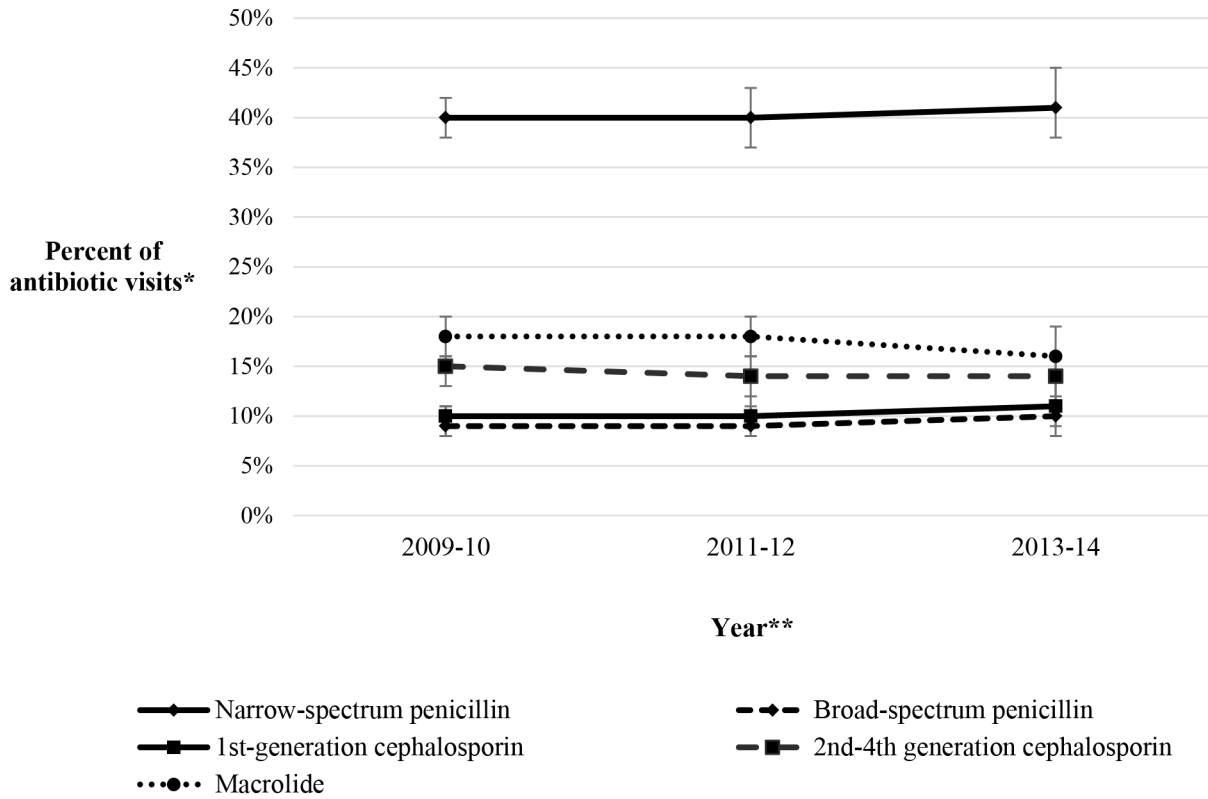 50%
45%
40%
35%
30%
25%
20%
15%
10%
5%
0%
Percent of
antibiotic visits*
2009-10
2011-12
2013-14
Year**
Narrow-spectrum penicillin
Broad-spectrum penicillin
1st-generation cephalosporin
2nd-4th generation cephalosporin
Macrolide